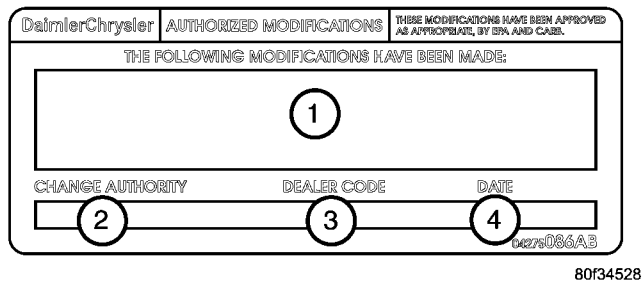 DaimlerChrysler AUTHORIZED MODIFICATIONS THESE MODIFICATIONS HAVE BEEN APPROVED
AS APPROPRIATE, BY EPA AND CARB.
THE FOLLOWING MODIFICATIONS HAVE BEEN MADE:
1
CHANGE AUTHORITY DEALER CODE DATE
2 3 4
04275086AB
80f34528